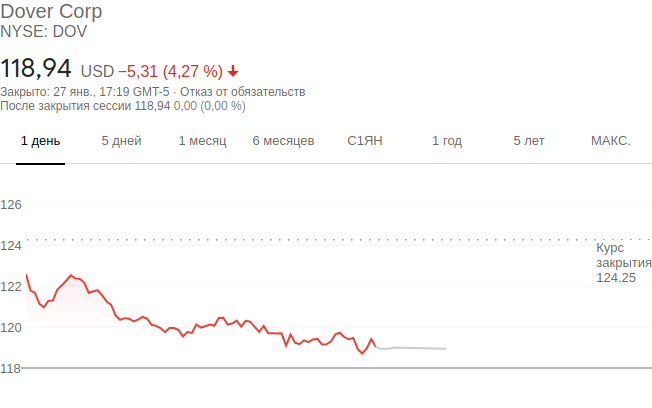 Dover Corp
NYSE: DOV
118,94 USD −5,31 (4,27 %)
Закрыто: 27 янв., 17:19 GMT-5 · Отказ от обязательств
После закрытия сессии 118,94 0,00 (0,00 %)
1 день 5 дней 1 месяц 6 месяцев С1ЯН 1 год 5 лет МАКС.
126
124
Курс
закрытия
124,25
122
120
118